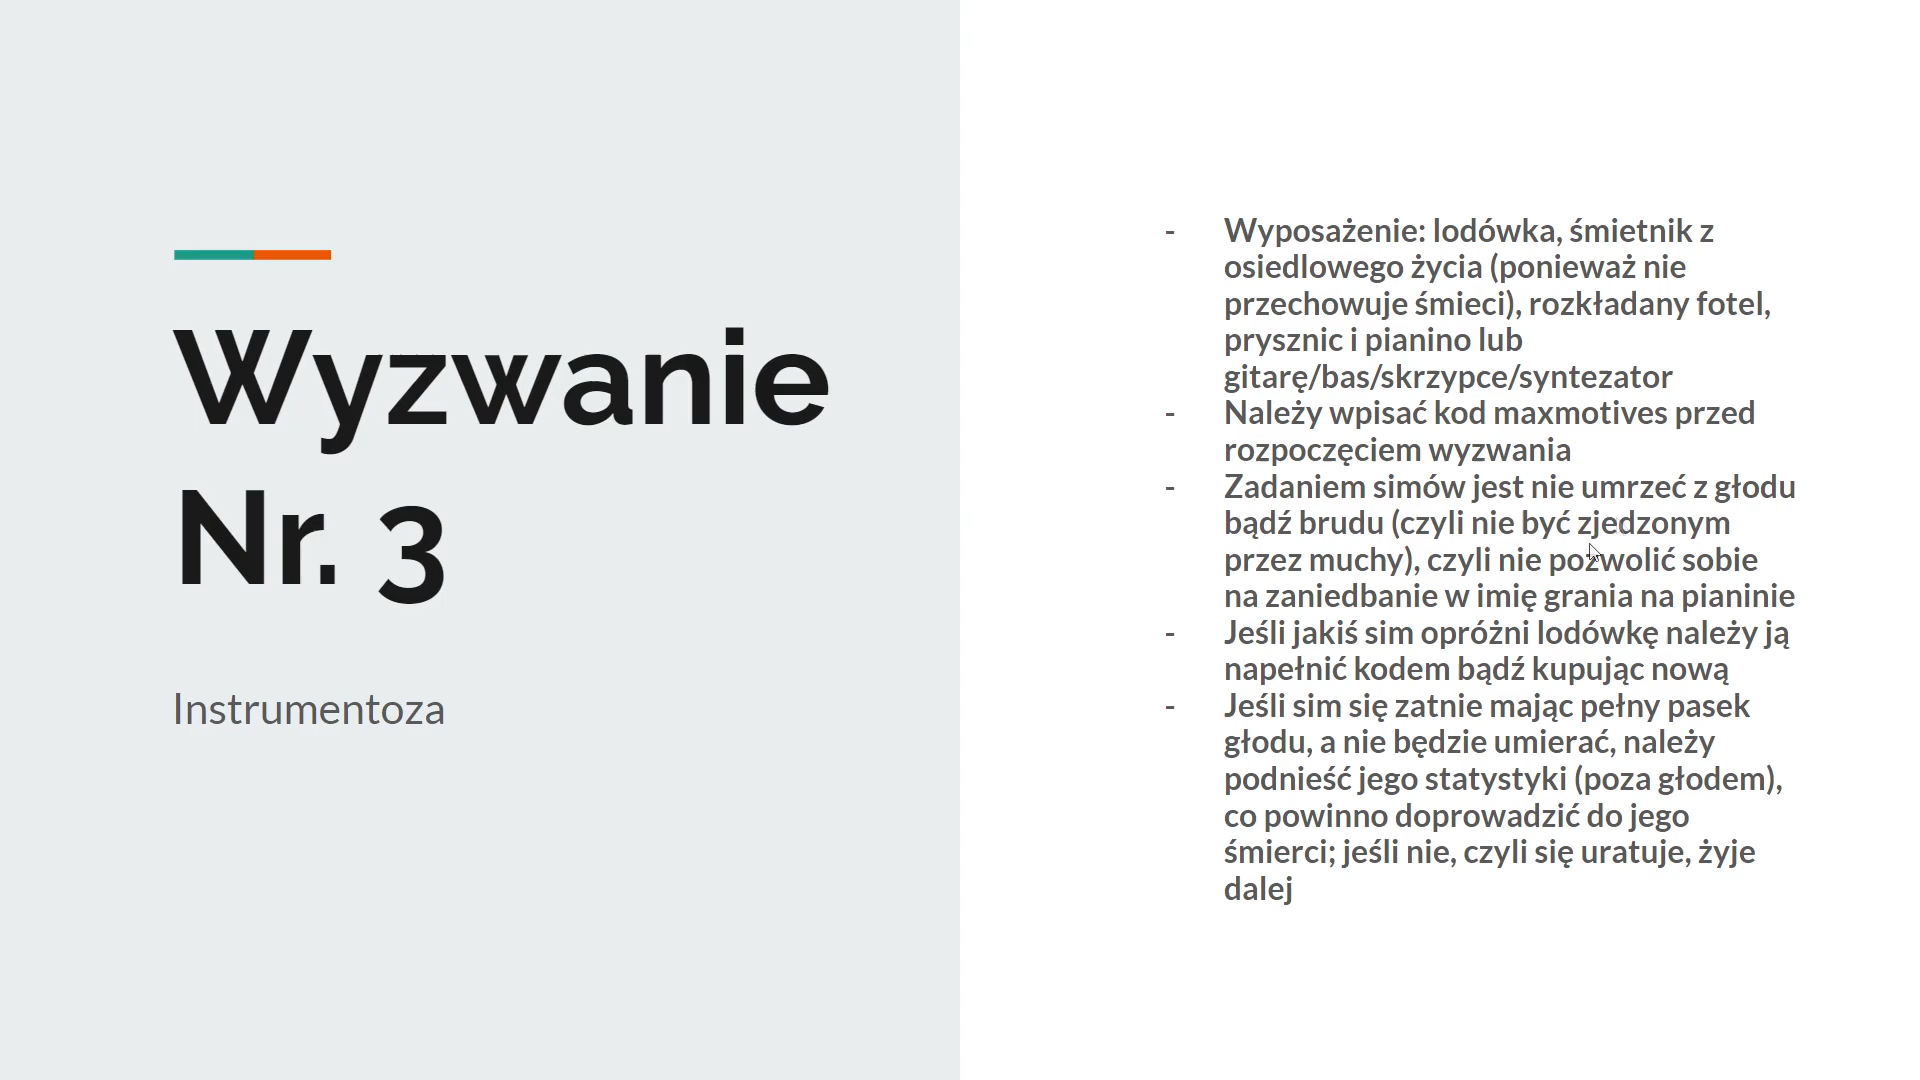 Wyzwanie
Nr. 3
Instrumentoza
- Wyposażenie: lodówka, śmietnik z
osiedlowego życia (ponieważ nie
przechowuje śmieci), rozkładany fotel,
prysznic i pianino lub
gitarę/bas/skrzypce/syntezator
- Należy wpisać kod maxmotives przed
rozpoczęciem wyzwania
- Zadaniem simów jest nie umrzeć z głodu
bądź brudu (czyli nie być zjedzonym
przez muchy), czyli nie pozwolić sobie
na zaniedbanie w imię grania na pianinie
- Jeśli jakiś sim opróżni lodówkę należy ją
napełnić kodem bądź kupując nową
- Jeśli sim się zatnie mając pełny pasek
głodu, a nie będzie umierać, należy
podnieść jego statystyki (poza głodem),
co powinno doprowadzić do jego
śmierci; jeśli nie, czyli się uratuje, żyje
dalej